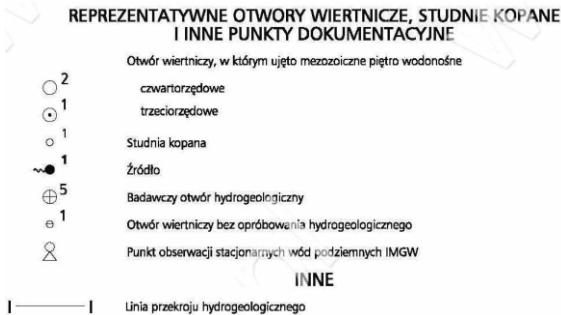 REPREZENTATYWNE OTWORY WIERTNICZE, STUDNIE KOPANE
I INNE PUNKTY DOKUMENTACYJNE
Otwór wiertniczy, w którym ujęto mezozoiczne piętro wodonośne
2 czwartorzędowe
1 trzeciorzędowe
1 Studnia kopana
1 Źródło
5 Badawczy otwór hydrogeologiczny
1 Otwór wiertniczy bez opróbowania hydrogeologicznego
Punkt obserwacji stacjonarnych wód podziemnych IMGW
INNE
Linia przekroju hydrogeologicznego